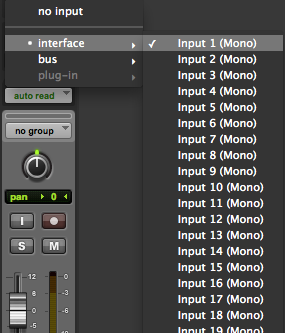 no input
interface
bus
plug-in
Input 1 (Mono)
Input 2 (Mono)
Input 3 (Mono)
Input 4 (Mono)
Input 5 (Mono)
Input 6 (Mono)
Input 7 (Mono)
Input 8 (Mono)
Input 9 (Mono)
Input 10 (Mono)
Input 11 (Mono)
Input 12 (Mono)
Input 13 (Mono)
Input 14 (Mono)
Input 15 (Mono)
Input 16 (Mono)
Input 17 (Mono)
Input 18 (Mono)
Input 19 (Mono)
auto read
no group
pan 0
I
S M
12 0
6 -3
0 -6
-5